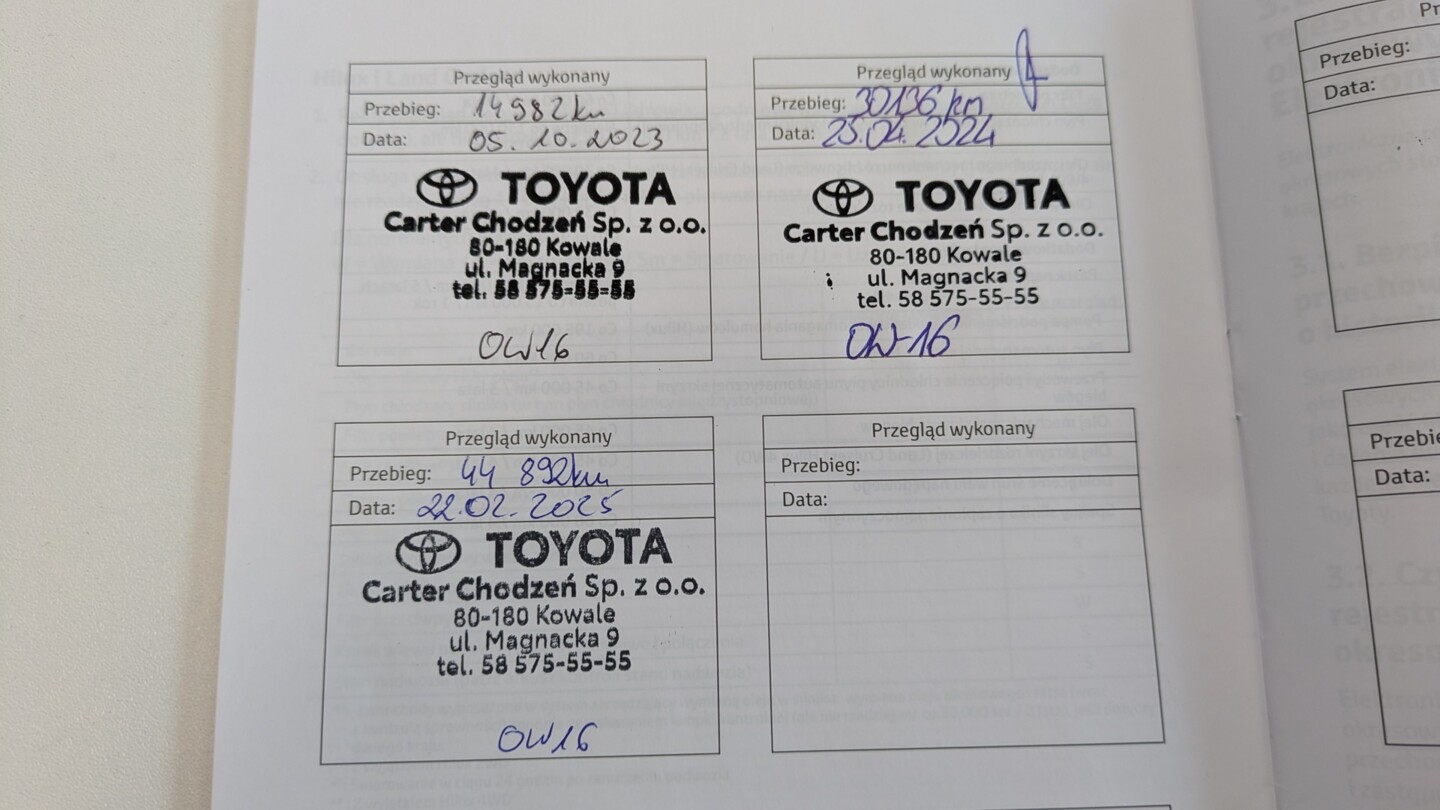 Przegląd wykonany
Przebieg: 14982km
Data: 05.10.2023
TOYOTA
Carter Chodzeń Sp. z o.o.
80-180 Kowale
ul. Magnacka 9
tel. 58 575-55-55
OW16
Przegląd wykonany
Przebieg: 30136 km
Data: 25.04.2024
TOYOTA
Carter Chodzeń Sp. z o.o.
80-180 Kowale
ul. Magnacka 9
tel. 58 575-55-55
OW-16
Przegląd wykonany
Przebieg: 44 892km
Data: 22.02.2025
TOYOTA
Carter Chodzeń Sp. z o.o.
80-180 Kowale
ul. Magnacka 9
tel. 58 575-55-55
OW16
Przegląd wykonany
Przebieg:
Data:
Przebieg:
Data:
Data: